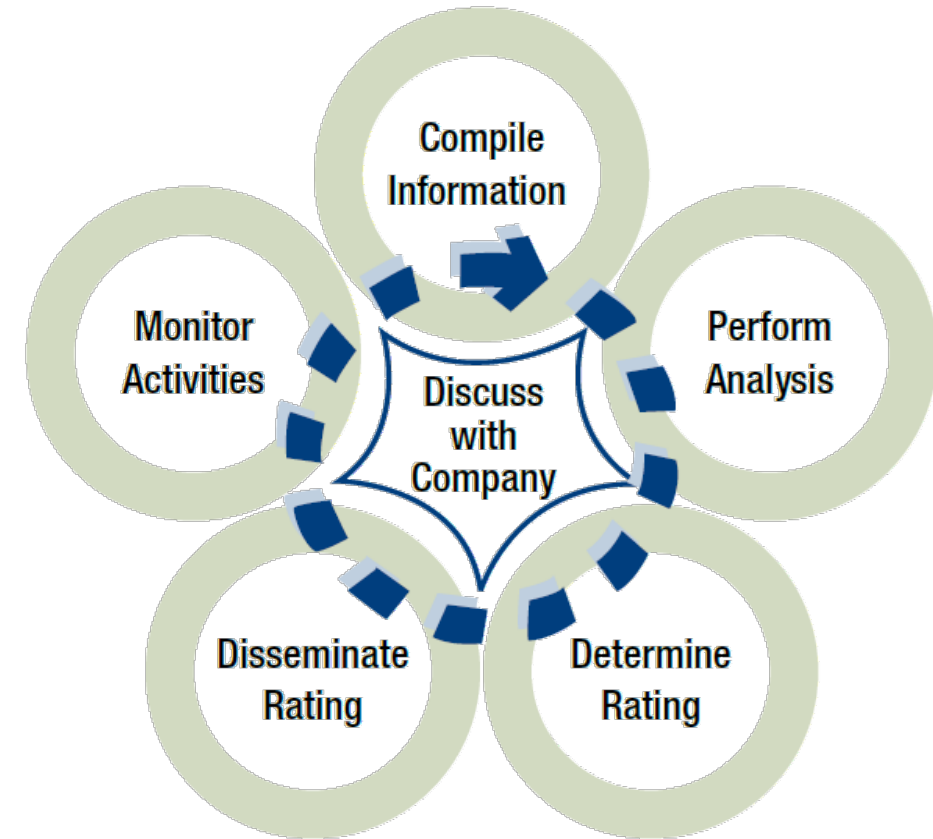 Compile
Information
Perform
Analysis
Determine
Rating
Disseminate
Rating
Monitor
Activities
Discuss
with
Company